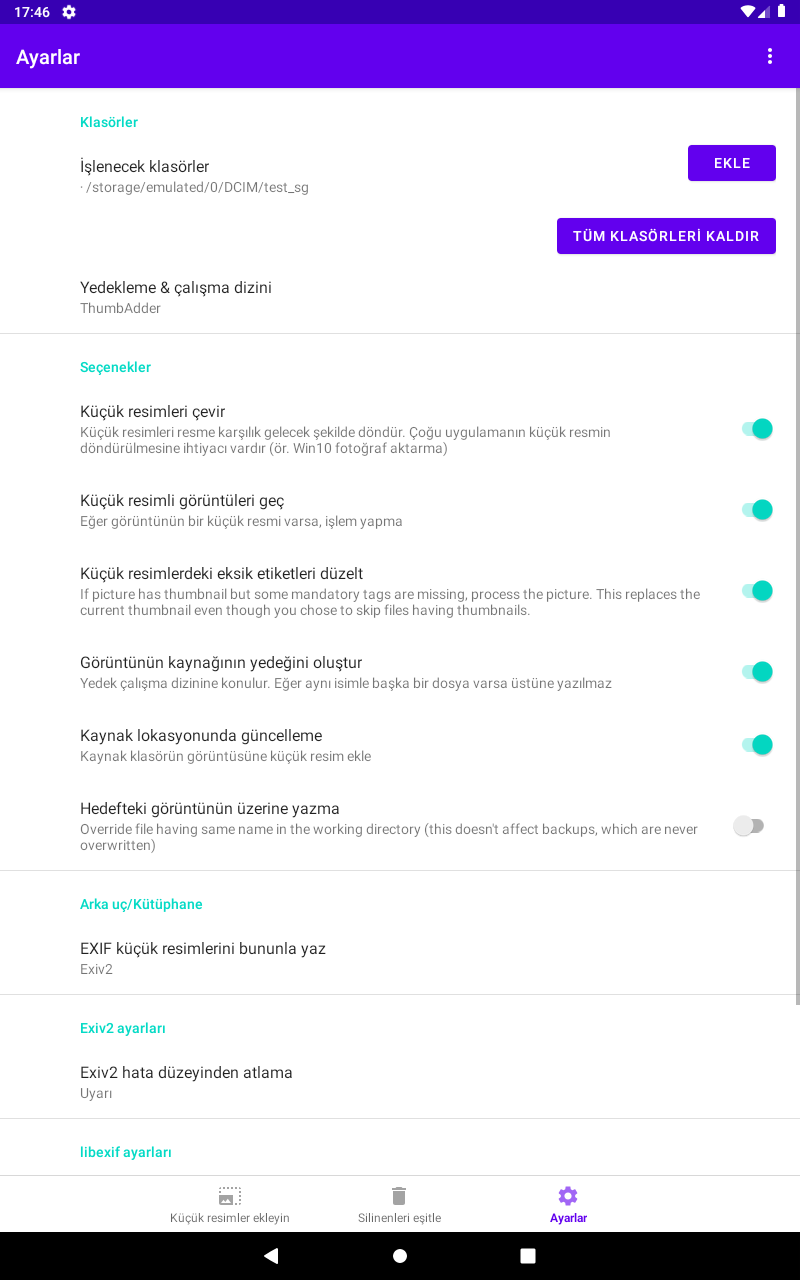 17:46
Ayarlar
Klasörler
İşlenecek klasörler
· /storage/emulated/0/DCIM/test_sg
EKLE
TÜM KLASÖRLERİ KALDIR
Yedekleme & çalışma dizini
ThumbAdder
Seçenekler
Küçük resimleri çevir
Küçük resimleri resme karşılık gelecek şekilde döndür. Çoğu uygulamanın küçük resmin
döndürülmesine ihtiyacı vardır (ör. Win10 fotoğraf aktarma)
Küçük resimli görüntüleri geç
Eğer görüntünün bir küçük resmi varsa, işlem yapma
Küçük resimlerdeki eksik etiketleri düzelt
If picture has thumbnail but some mandatory tags are missing, process the picture. This replaces the
current thumbnail even though you chose to skip files having thumbnails.
Görüntünün kaynağının yedeğini oluştur
Yedek çalışma dizinine konulur. Eğer aynı isimle başka bir dosya varsa üstüne yazılmaz
Kaynak lokasyonunda güncelleme
Kaynak klasörün görüntüsüne küçük resim ekle
Hedefteki görüntünün üzerine yazma
Override file having same name in the working directory (this doesn't affect backups, which are never
overwritten)
Arka uç/Kütüphane
EXIF küçük resimlerini bununla yaz
Exiv2
Exiv2 ayarları
Exiv2 hata düzeyinden atlama
Uyarı
libexif ayarları
Küçük resimler ekleyin
Silinenleri eşitle
Ayarlar